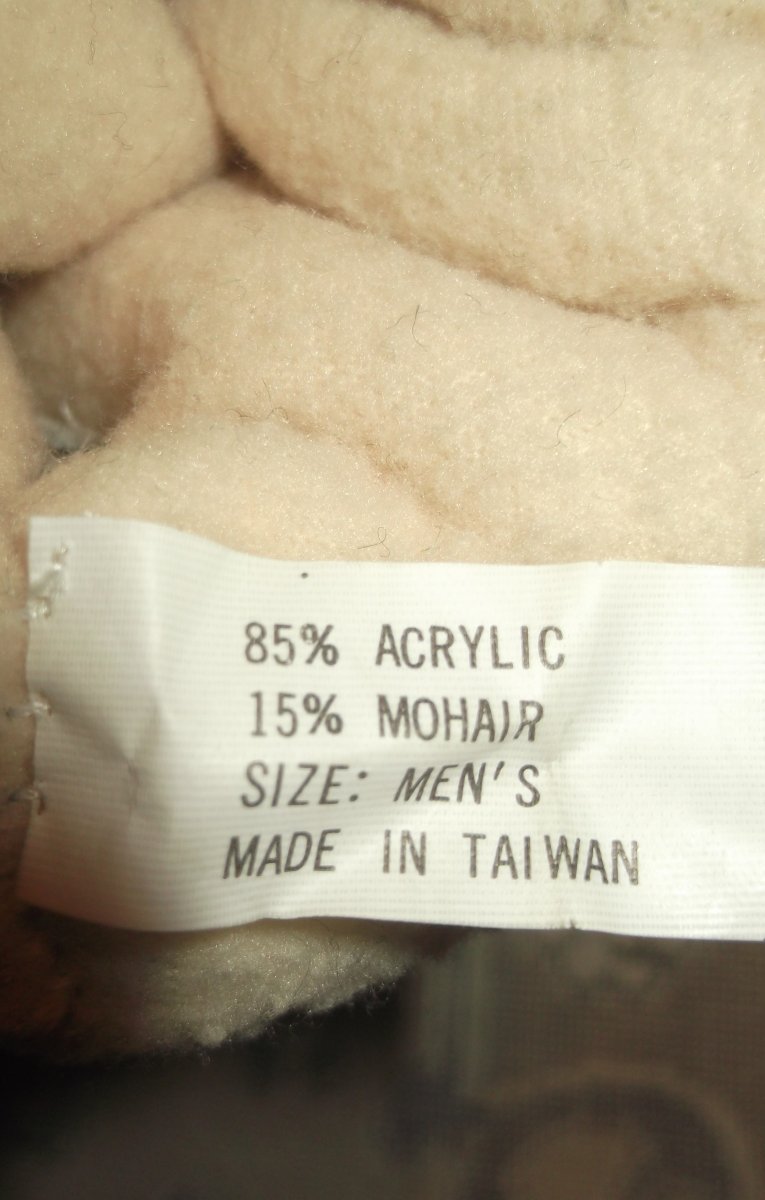 85% ACRYLIC
15% MOHAIR
SIZE: MEN'S
MADE IN TAIWAN